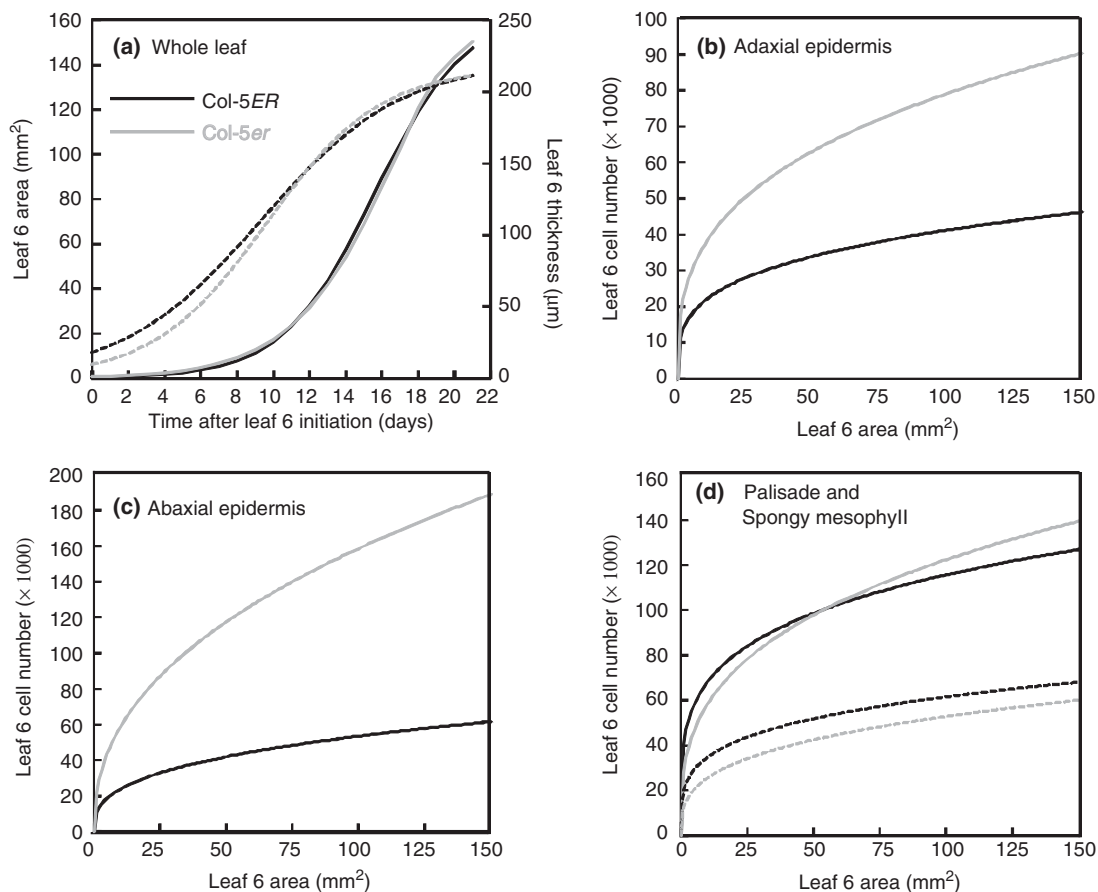 (a) Whole leaf
Col-5ER
Col-5er
Leaf 6 area (mm²)
160
140
120
100
80
60
40
20
0
Leaf 6 thickness (μm)
250
200
150
100
50
0
0 2 4 6 8 10 12 14 16 18 20 22
Time after leaf 6 initiation (days)
(b) Adaxial epidermis
Leaf 6 cell number (× 1000)
100
90
80
70
60
50
40
30
20
10
0
0 25 50 75 100 125 150
Leaf 6 area (mm²)
(c) Abaxial epidermis
Leaf 6 cell number (× 1000)
200
180
160
140
120
100
80
60
40
20
0
0 25 50 75 100 125 150
Leaf 6 area (mm²)
(d) Palisade and
Spongy mesophyII
Leaf 6 cell number (× 1000)
160
140
120
100
80
60
40
20
0
0 25 50 75 100 125 150
Leaf 6 area (mm²)